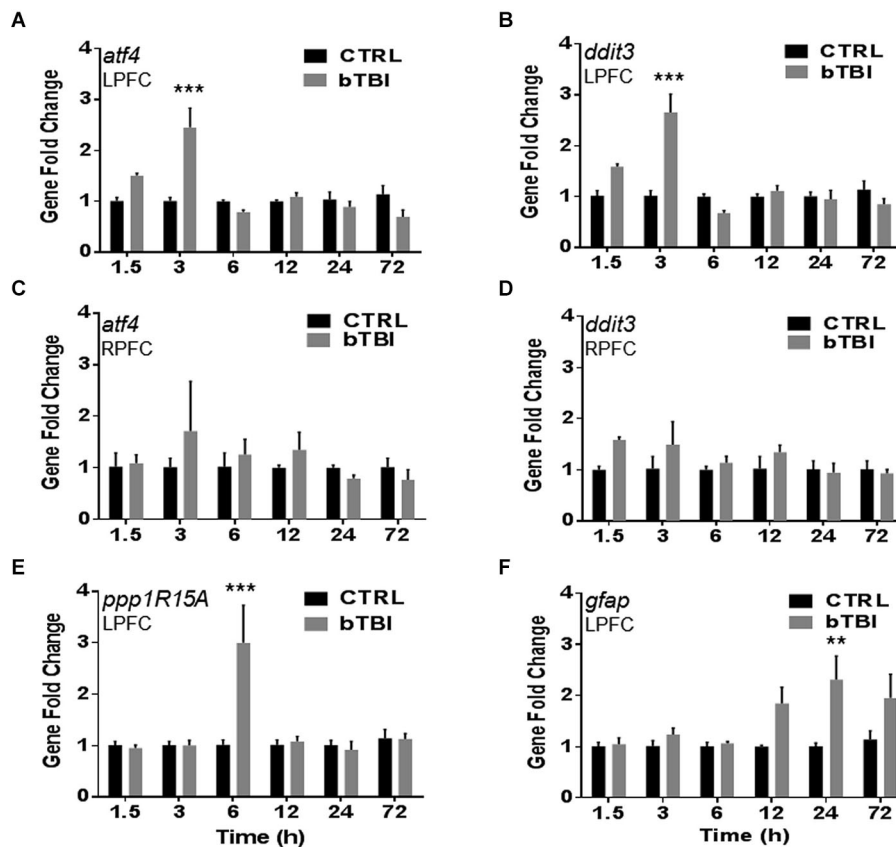 A
atf4
LPFC
CTRL
bTBI
***
Gene Fold Change
4
3
2
1
0
1.5 3 6 12 24 72
B
ddit3
LPFC
CTRL
bTBI
***
Gene Fold Change
4
3
2
1
0
1.5 3 6 12 24 72
C
atf4
RPFC
CTRL
bTBI
Gene Fold Change
4
3
2
1
0
1.5 3 6 12 24 72
D
ddit3
RPFC
CTRL
bTBI
Gene Fold Change
4
3
2
1
0
1.5 3 6 12 24 72
E
ppp1R15A
LPFC
CTRL
bTBI
***
Gene Fold Change
4
3
2
1
0
1.5 3 6 12 24 72
Time (h)
F
gfap
LPFC
CTRL
bTBI
**
Gene Fold Change
4
3
2
1
0
1.5 3 6 12 24 72
Time (h)